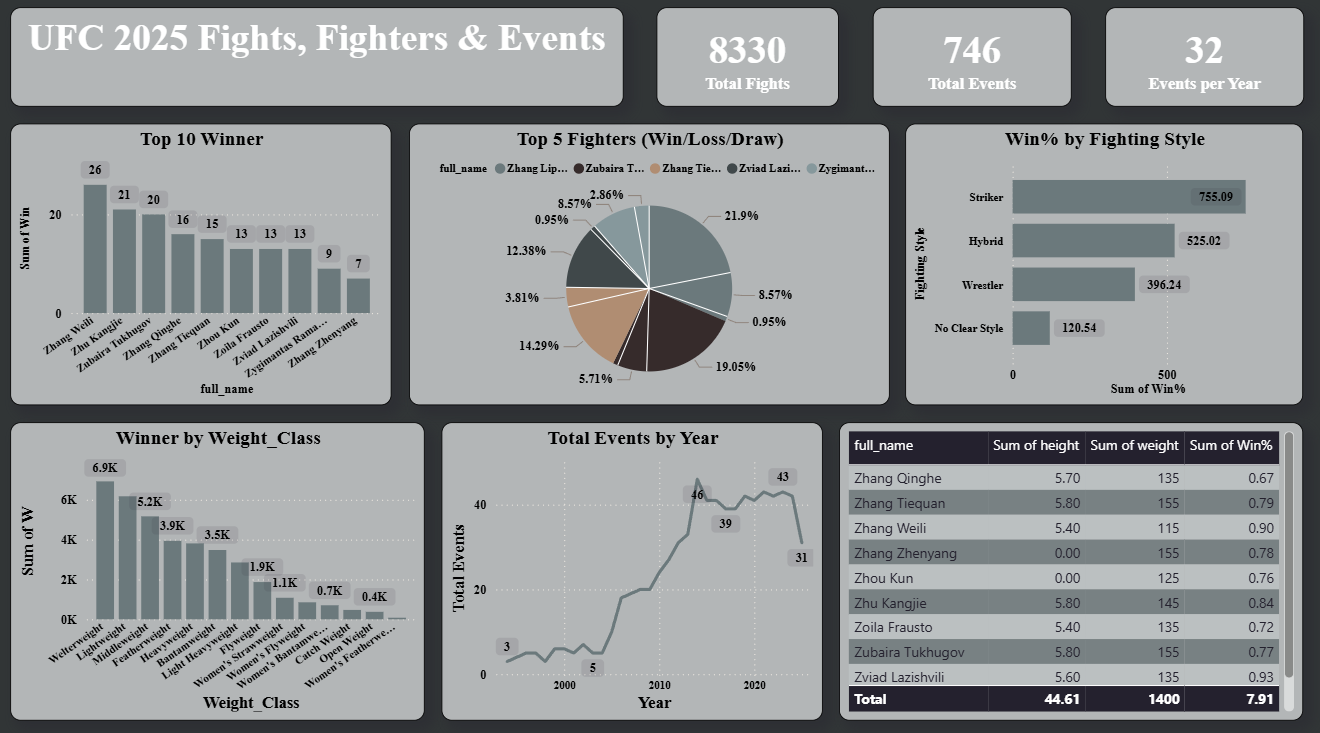 UFC 2025 Fights, Fighters & Events
8330
Total Fights
746
Total Events
32
Events per Year
Top 10 Winner
Sum of Win
20
0
26
21
20
16
15
13
13
13
9
7
Zhang Weili
Zhu Kangjie
Zubaira Tukhugov
Zhang Qinghe
Zhang Tiequan
Zhou Kun
Zoila Frausto
Zviad Lazishvili
Zygimantas Rama...
Zhang Zhenyang
full_name
Top 5 Fighters (Win/Loss/Draw)
full_name Zhang Lip... Zubaira T... Zhang Tie... Zviad Lazi... Zygimant...
21.9%
8.57%
0.95%
19.05%
5.71%
14.29%
3.81%
12.38%
0.95%
8.57%
2.86%
Win% by Fighting Style
Fighting Style
Striker 755.09
Hybrid 525.02
Wrestler 396.24
No Clear Style 120.54
0 500
Sum of Win%
Winner by Weight_Class
Sum of W
6K
4K
2K
0K
6.9K
5.2K
3.9K
3.5K
1.9K
1.1K
0.7K
0.4K
Welterweight
Lightweight
Middleweight
Featherweight
Heavyweight
Bantamweight
Light Heavyweight
Flyweight
Women's Strawweight
Women's Flyweight
Women's Bantamwe...
Catch Weight
Open Weight
Women's Featherwe...
Weight_Class
Total Events by Year
Total Events
40
20
0
3
5
46
39
43
31
2000 2010 2020
Year
full_name Sum of height Sum of weight Sum of Win%
Zhang Qinghe 5.70 135 0.67
Zhang Tiequan 5.80 155 0.79
Zhang Weili 5.40 115 0.90
Zhang Zhenyang 0.00 155 0.78
Zhou Kun 0.00 125 0.76
Zhu Kangjie 5.80 145 0.84
Zoila Frausto 5.40 135 0.72
Zubaira Tukhugov 5.80 155 0.77
Zviad Lazishvili 5.60 135 0.93
Total 44.61 1400 7.91